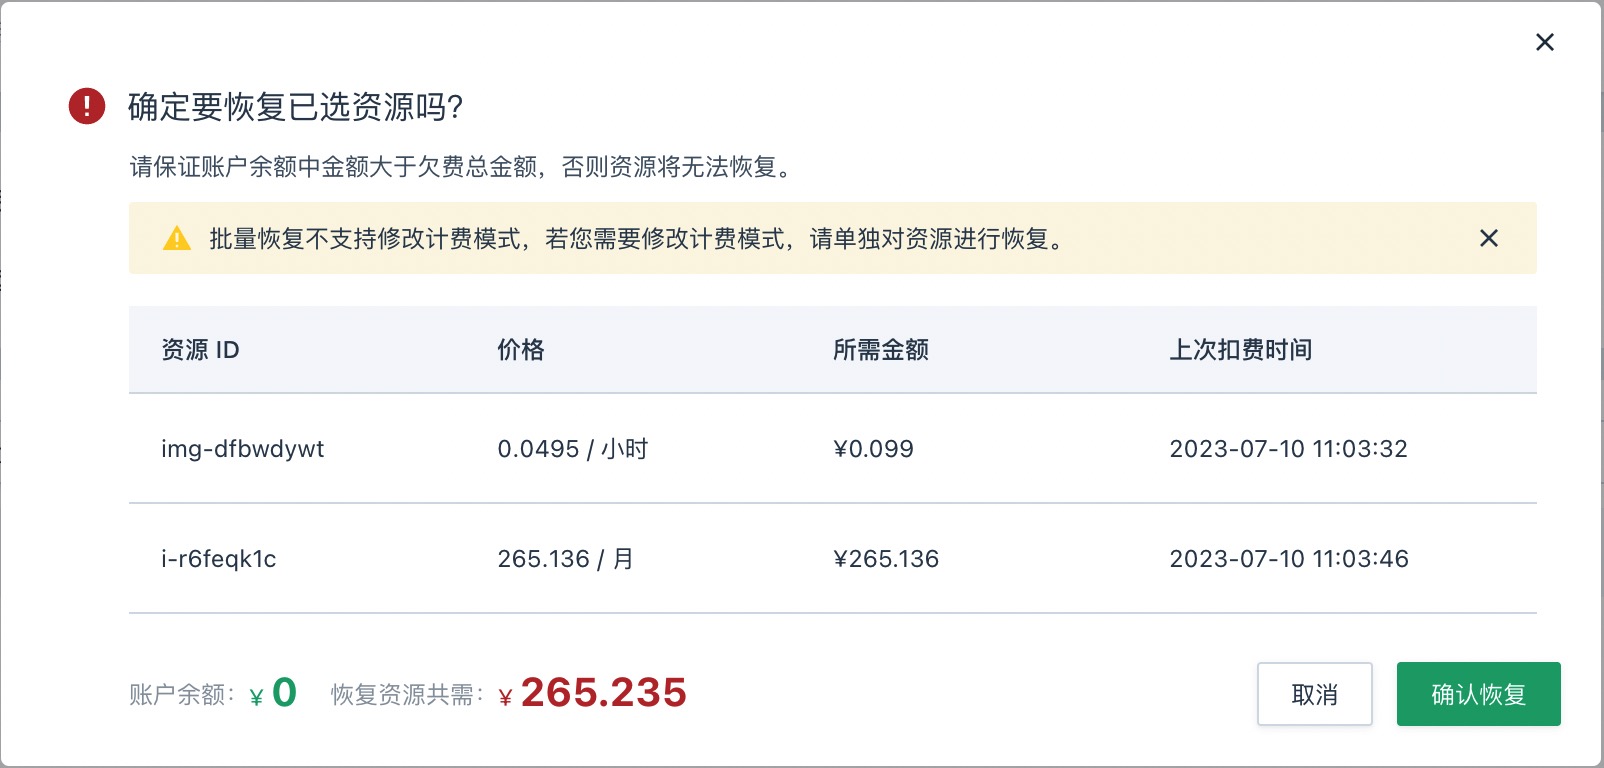 确定要恢复已选资源吗?
请保证账户余额中金额大于欠费总金额，否则资源将无法恢复。
批量恢复不支持修改计费模式，若您需要修改计费模式，请单独对资源进行恢复。
资源 ID 价格 所需金额 上次扣费时间
img-dfbwdywt 0.0495 / 小时 ¥0.099 2023-07-10 11:03:32
i-r6feqk1c 265.136 / 月 ¥265.136 2023-07-10 11:03:46
账户余额： ¥ 0 恢复资源共需： ¥ 265.235 取消 确认恢复